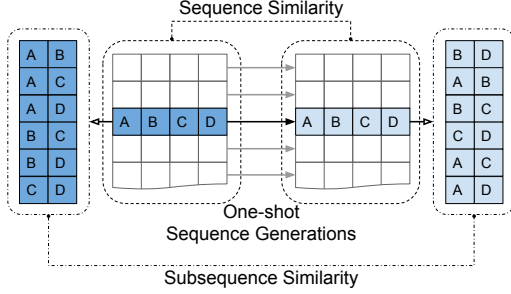 Sequence Similarity
A B
A C
A D
B C
B D
C D
A B C D
A B C D
B D
A B
B C
C D
A C
A D
One-shot
Sequence Generations
Subsequence Similarity